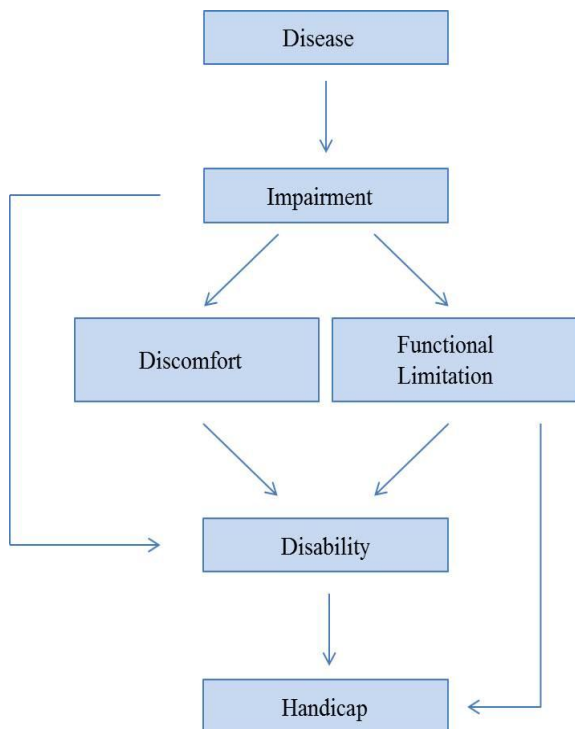 Disease
Impairment
Discomfort
Functional
Limitation
Disability
Handicap